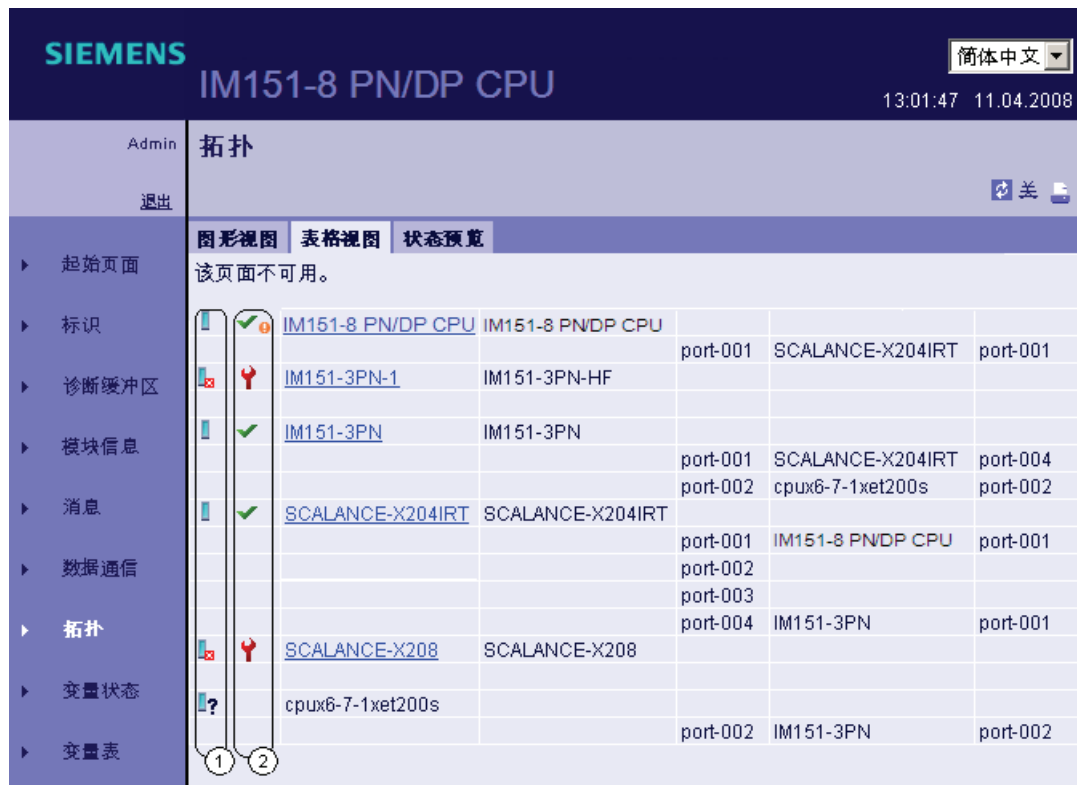 SIEMENS
IM151-8 PN/DP CPU
简体中文
13:01:47 11.04.2008
Admin
退出
拓扑
关
图形视图 表格视图 状态预览
该页面不可用。
起始页面
标识
诊断缓冲区
模块信息
消息
数据通信
拓扑
变量状态
变量表
IM151-8 PN/DP CPU IM151-8 PN/DP CPU
port-001 SCALANCE-X204IRT port-001
IM151-3PN-1 IM151-3PN-HF
IM151-3PN IM151-3PN
port-001 SCALANCE-X204IRT port-004
port-002 cpux6-7-1xet200s port-002
SCALANCE-X204IRT SCALANCE-X204IRT
port-001 IM151-8 PN/DP CPU port-001
port-002
port-003
port-004 IM151-3PN port-001
SCALANCE-X208 SCALANCE-X208
? cpux6-7-1xet200s
port-002 IM151-3PN port-002
1 2